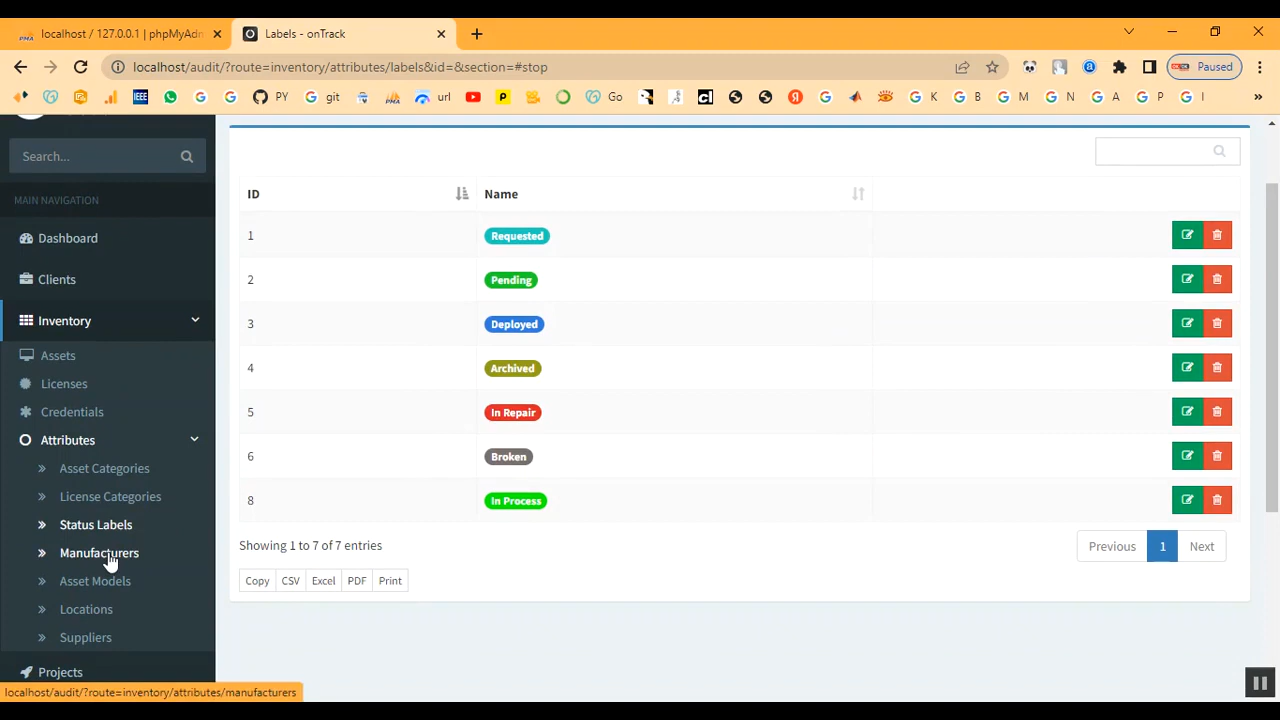 localhost / 127.0.0.1 | phpMyAdn
Labels - onTrack
localhost/audit/?route=inventory/attributes/labels&id=&section=#stop
Paused
IEEE
PY
git
url
Go
K
B
M
N
A
P
I
»
Search...
MAIN NAVIGATION
Dashboard
Clients
Inventory
Assets
Licenses
Credentials
Attributes
Asset Categories
License Categories
Status Labels
Manufacturers
Asset Models
Locations
Suppliers
Projects
localhost/audit/?route=inventory/attributes/manufacturers
ID Name
1 Requested
2 Pending
3 Deployed
4 Archived
5 In Repair
6 Broken
8 In Process
Showing 1 to 7 of 7 entries
Previous 1 Next
Copy CSV Excel PDF Print